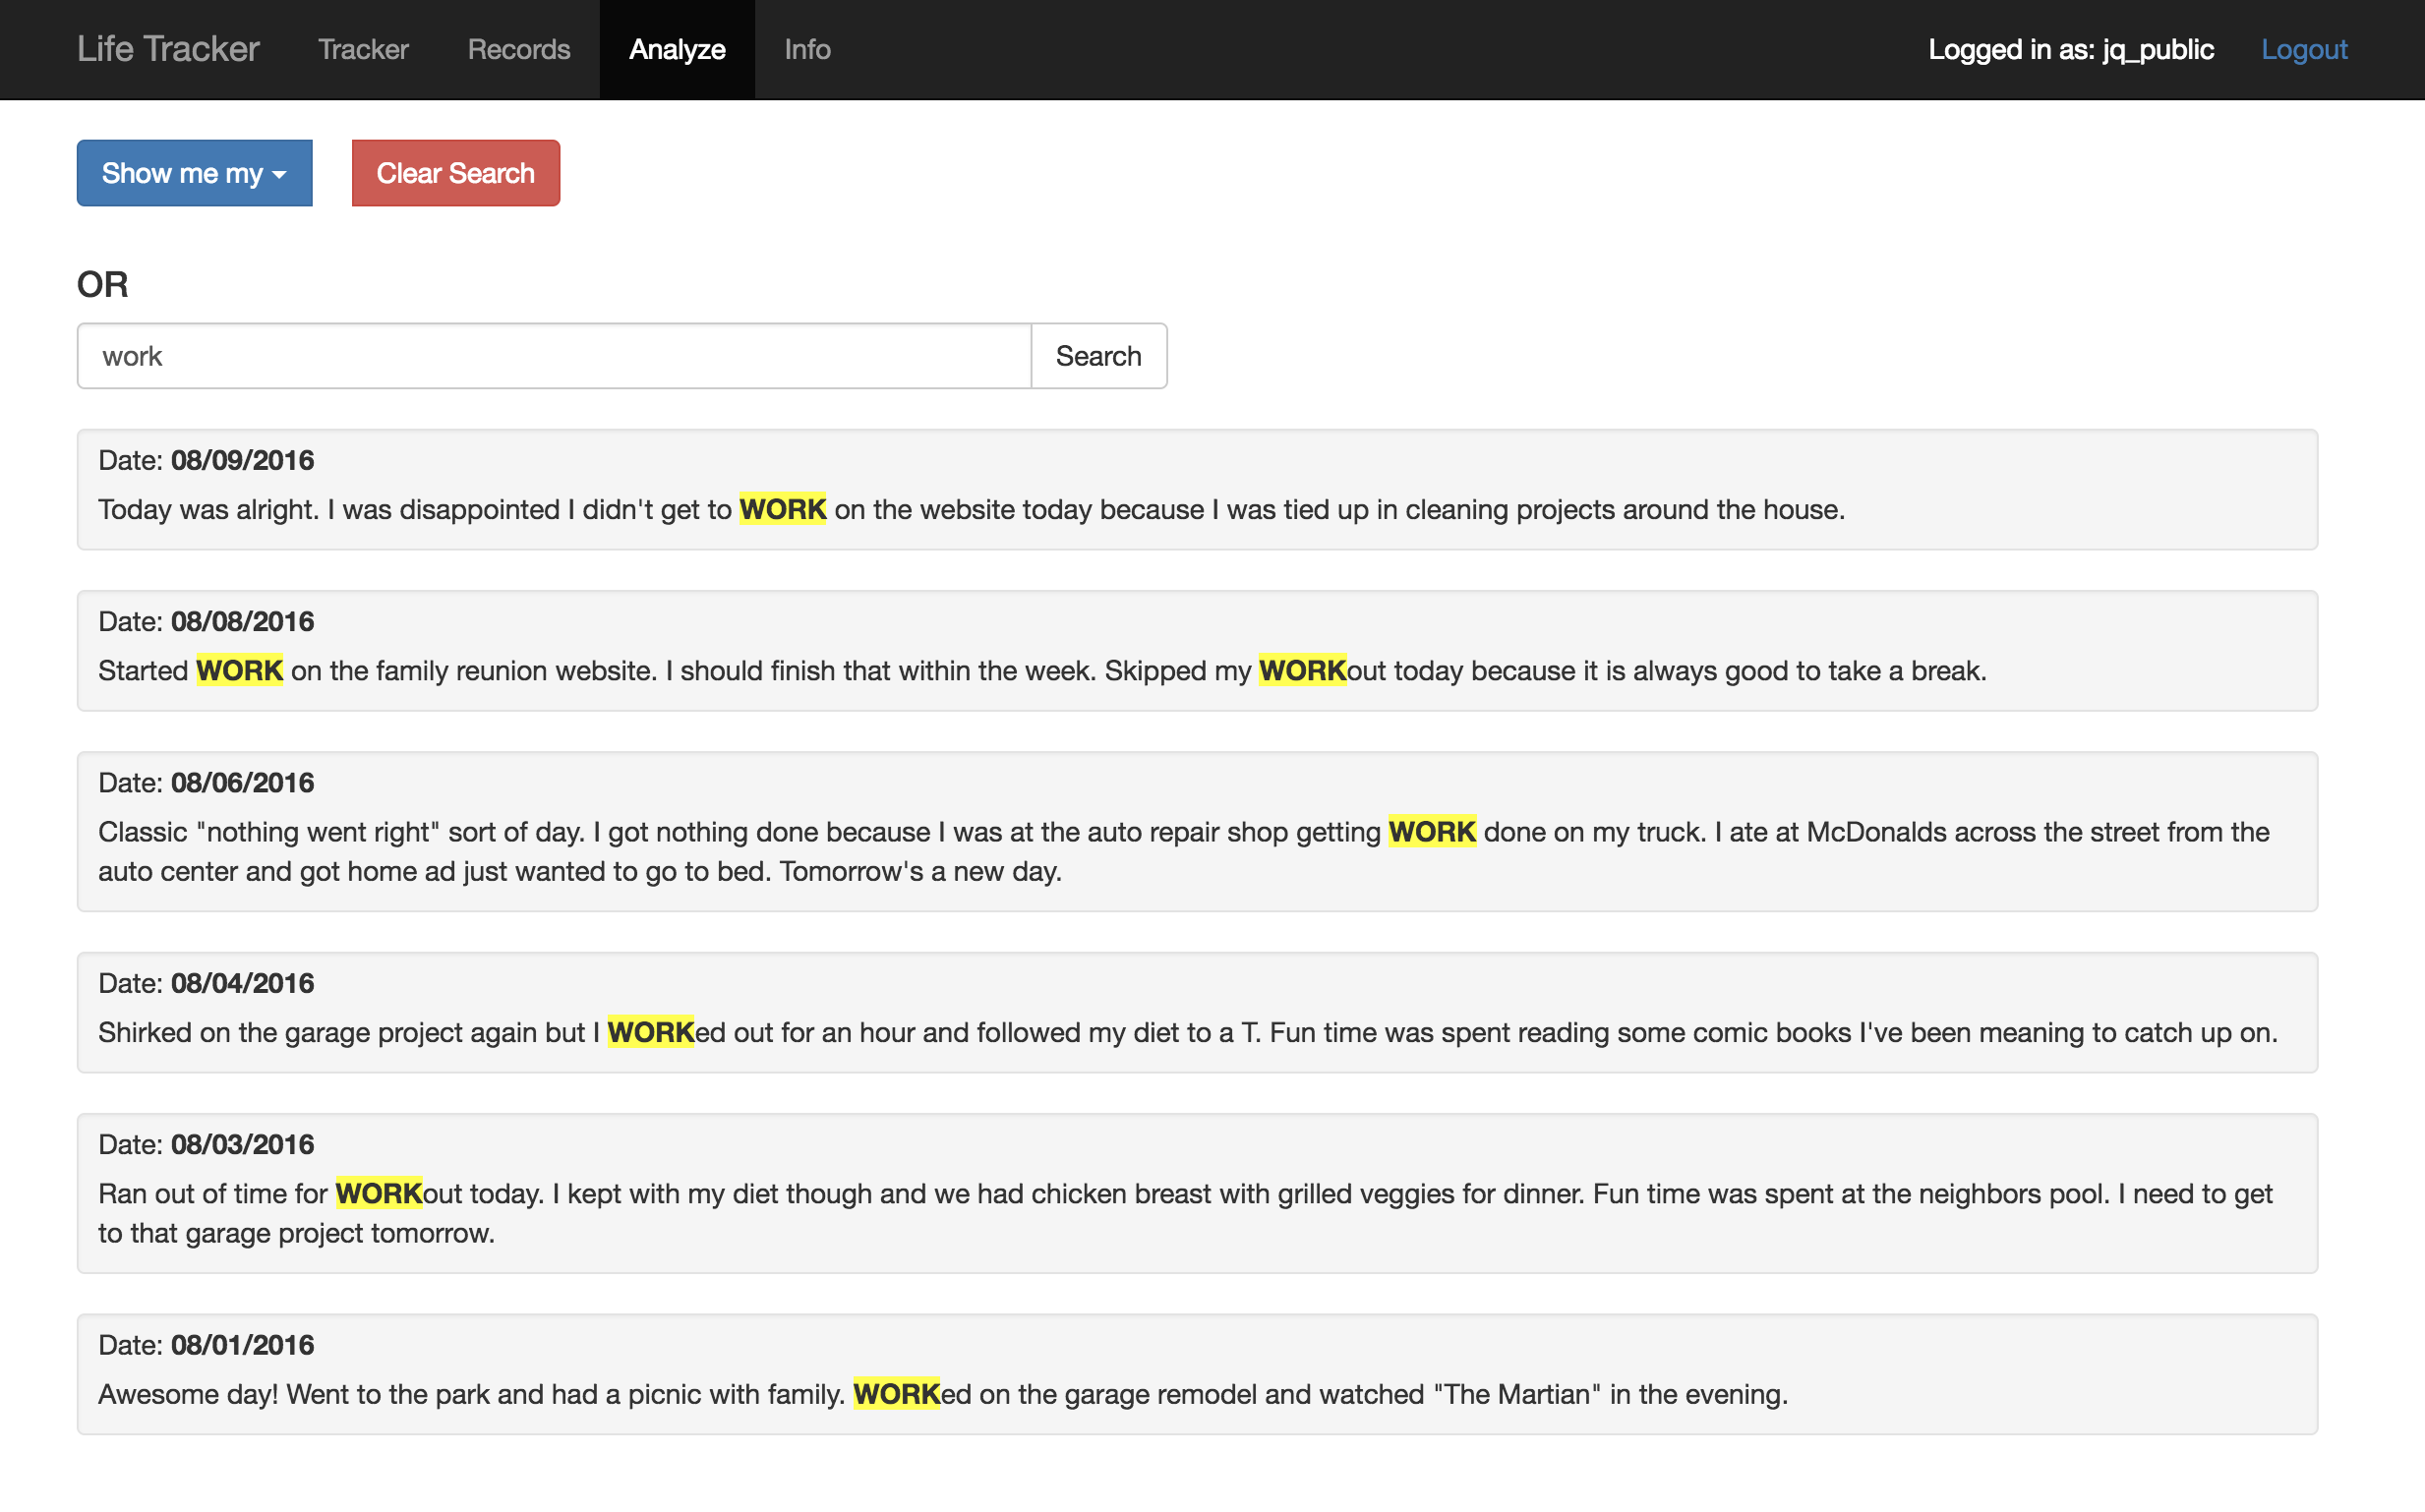 Life Tracker Tracker Records Analyze Info Logged in as: jq_public Logout
Show me my Clear Search
OR
work Search
Date: 08/09/2016
Today was alright. I was disappointed I didn't get to WORK on the website today because I was tied up in cleaning projects around the house.
Date: 08/08/2016
Started WORK on the family reunion website. I should finish that within the week. Skipped my WORKout today because it is always good to take a break.
Date: 08/06/2016
Classic "nothing went right" sort of day. I got nothing done because I was at the auto repair shop getting WORK done on my truck. I ate at McDonalds across the street from the
auto center and got home ad just wanted to go to bed. Tomorrow's a new day.
Date: 08/04/2016
Shirked on the garage project again but I WORKed out for an hour and followed my diet to a T. Fun time was spent reading some comic books I've been meaning to catch up on.
Date: 08/03/2016
Ran out of time for WORKout today. I kept with my diet though and we had chicken breast with grilled veggies for dinner. Fun time was spent at the neighbors pool. I need to get
to that garage project tomorrow.
Date: 08/01/2016
Awesome day! Went to the park and had a picnic with family. WORKed on the garage remodel and watched "The Martian" in the evening.